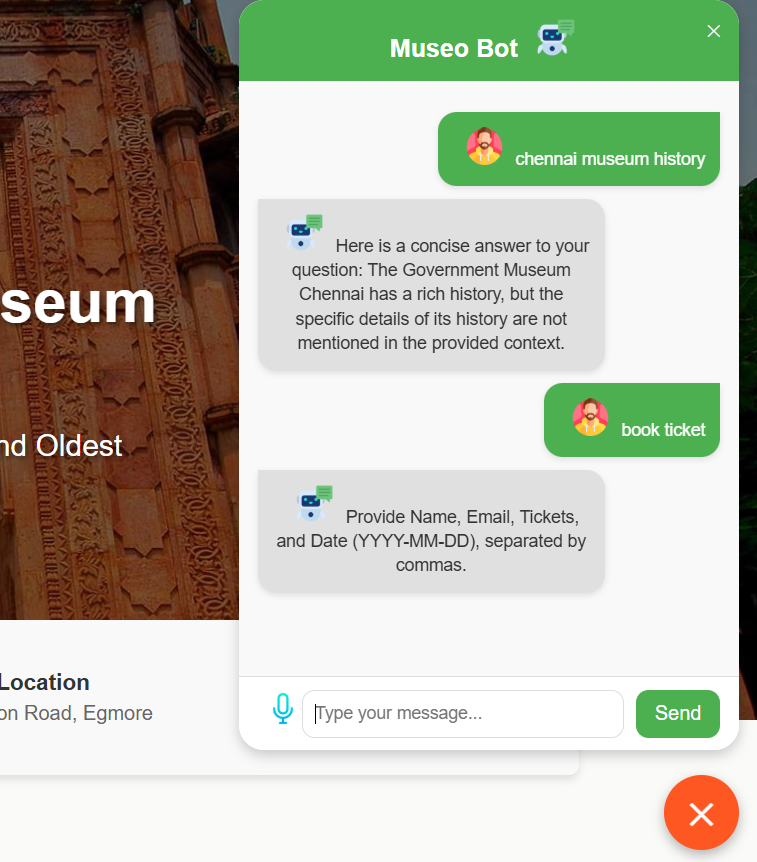 Museo Bot
chennai museum history
Here is a concise answer to your
question: The Government Museum
Chennai has a rich history, but the
specific details of its history are not
mentioned in the provided context.
book ticket
Provide Name, Email, Tickets,
and Date (YYYY-MM-DD), separated by
commas.
Type your message...
Send
seum
nd Oldest
Location
on Road, Egmore